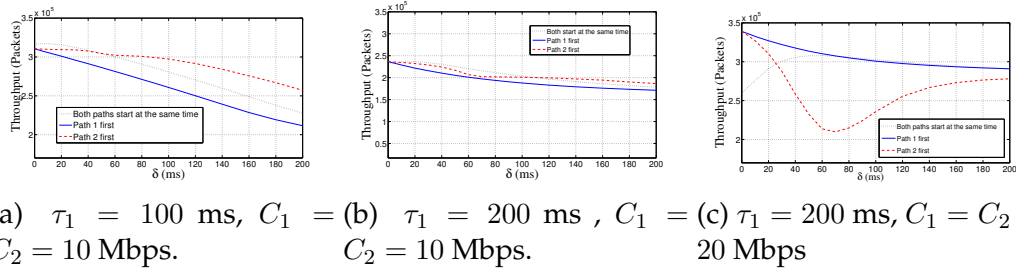 x 10^5
Throughput (Packets)
3.5
3
2.5
2
0 20 40 60 80 100 120 140 160 180 200
δ (ms)
Both paths start at the same time
Path 1 first
Path 2 first
x 10^5
Throughput (Packets)
3.5
3
2.5
2
1.5
1
0.5
0 20 40 60 80 100 120 140 160 180 200
δ (ms)
Both start at the same time
Path 2 first
x 10^5
Throughput (Packets)
3.5
3
2.5
2
0 20 40 60 80 100 120 140 160 180 200
δ (ms)
Both paths start at the same time
Path 1 first
Path 2 first
a) τ1 = 100 ms, C1 =
C2 = 10 Mbps.
(b) τ1 = 200 ms , C1 =
C2 = 10 Mbps.
(c) τ1 = 200 ms, C1 = C2
20 Mbps